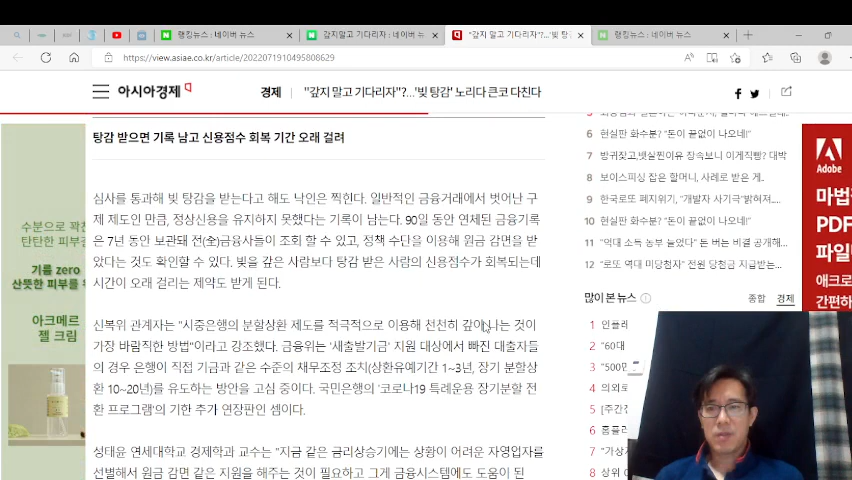 랭킹뉴스 : 네이버 뉴스
갚지말고 기다리자 : 네이버 뉴
"갚지 말고 기다리자"?...'빚 탕감
랭킹뉴스 : 네이버 뉴스
https://view.asiae.co.kr/article/2022071910495808629
아시아경제
경제
"갚지 말고 기다리자"?...'빚 탕감' 노리다 큰코 다친다
탕감 받으면 기록 남고 신용점수 회복 기간 오래 걸려
심사를 통과해 빚 탕감을 받는다고 해도 낙인은 찍힌다. 일반적인 금융거래에서 벗어난 구
제 제도인 만큼, 정상신용을 유지하지 못했다는 기록이 남는다. 90일 동안 연체된 금융기록
은 7년 동안 보관돼 전(全)금융사들이 조회 할 수 있고, 정책 수단을 이용해 원금 감면을 받
았다는 것도 확인할 수 있다. 빚을 갚은 사람보다 탕감 받은 사람의 신용점수가 회복되는데
시간이 오래 걸리는 제약도 받게 된다.
신복위 관계자는 "시중은행의 분할상환 제도를 적극적으로 이용해 천천히 갚아나는 것이
가장 바람직한 방법"이라고 강조했다. 금융위는 '새출발기금' 지원 대상에서 빠진 대출자들
의 경우 은행이 직접 기금과 같은 수준의 채무조정 조치(상환유예기간 1~3년, 장기 분할상
환 10~20년)를 유도하는 방안을 고심 중이다. 국민은행의 '코로나19 특례운용 장기분할 전
환 프로그램'의 기한 추가 연장판인 셈이다.
성태윤 연세대학교 경제학과 교수는 "지금 같은 금리상승기에는 상황이 어려운 자영업자를
선별해서 원금 감면 같은 지원을 해주는 것이 필요하고 그게 금융시스템에도 도움이 된
6 현실판 화수분? "돈이 끝없이 나오네!"
7 방귀잦고,뱃살찐이유 장속보니 이게직빵? 대박
8 보이스피싱 잡은 할머니, 사례로 받은 게..
9 한국로또 폐지위기, "개발자 사기극"밝혀져....
10 현실판 화수분? "돈이 끝없이 나오네!"
11 "억대 소득 농부 늘었다" 돈 버는 비결 공개해...
12 "로또 역대 미당첨자" 전원 당첨금 지급받는...
많이 본 뉴스
종합
경제
1 인플레
2 "60대
3 "500만
4 의외로
5 [주간
6 홈플러
7 "가상
8 상위
수분으로 꽉찬
탄탄한 피부결
기름 zero
산뜻한 피부를 위
아크메르
젤 크림
Adobe
마법
PDF
파일
애크로
간편하